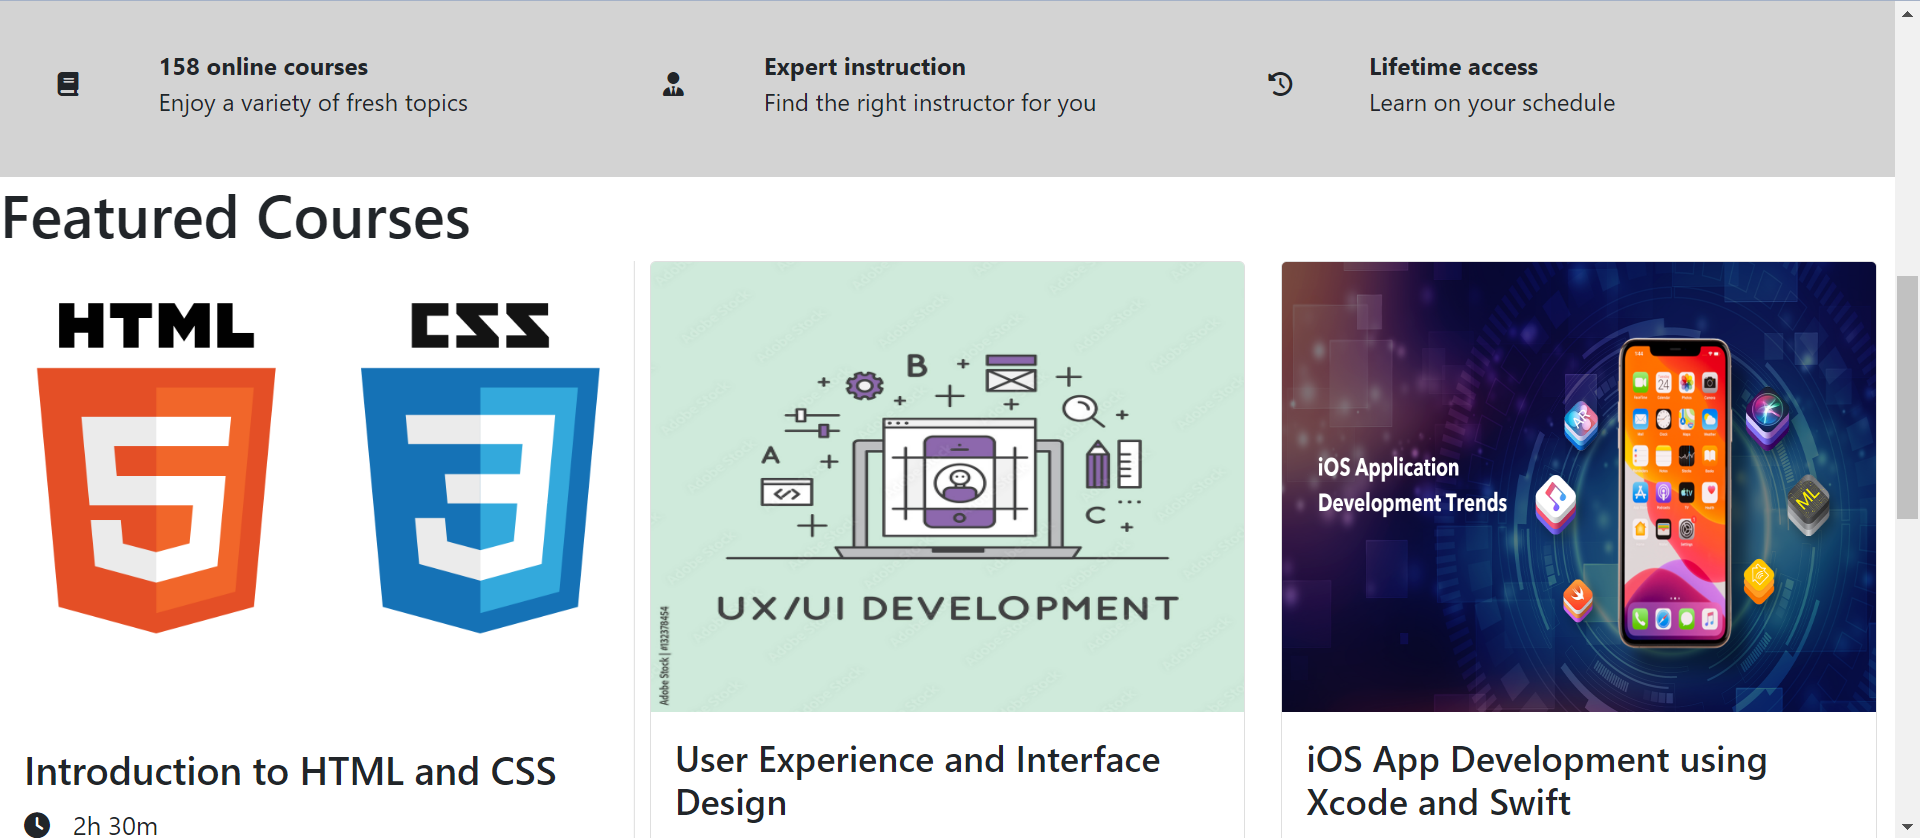 158 online courses
Enjoy a variety of fresh topics
Expert instruction
Find the right instructor for you
Lifetime access
Learn on your schedule
Featured Courses
HTML
5
CSS
3
B
A
C
UX/UI DEVELOPMENT
Adobe Stock | #132378454
iOS Application
Development Trends
24
AR
ML
Introduction to HTML and CSS
2h 30m
User Experience and Interface
Design
iOS App Development using
Xcode and Swift